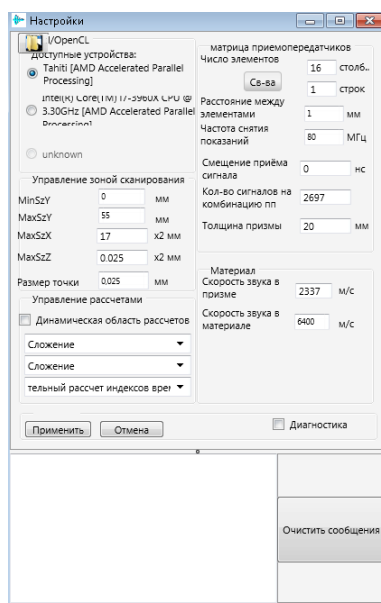 Настройки
I/OpenCL
Доступные устройства:
Tahiti [AMD Accelerated Parallel
Processing]
Intel(R) Core(TM) i7-3960X CPU @
3.30GHz [AMD Accelerated Parallel
Processing]
unknown
Управление зоной сканирования
MinSzY 0 мм
MaxSzY 55 мм
MaxSzX 17 x2 мм
MaxSzZ 0.025 x2 мм
Размер точки 0,025 мм
Управление рассчетами
Динамическая область рассчетов
Сложение
Сложение
тельный рассчет индексов врем
матрица приемопередатчиков
Число элементов 16 столб..
Св-ва 1 строк
Расстояние между
элементами 1 мм
Частота снятия
показаний 80 МГц
Смещение приёма
сигнала 0 нс
Кол-во сигналов на
комбинацию пп 2697
Толщина призмы 20 мм
Материал
Скорость звука в
призме 2337 м/с
Скорость звука в
материале 6400 м/с
Применить Отмена Диагностика
Очистить сообщения